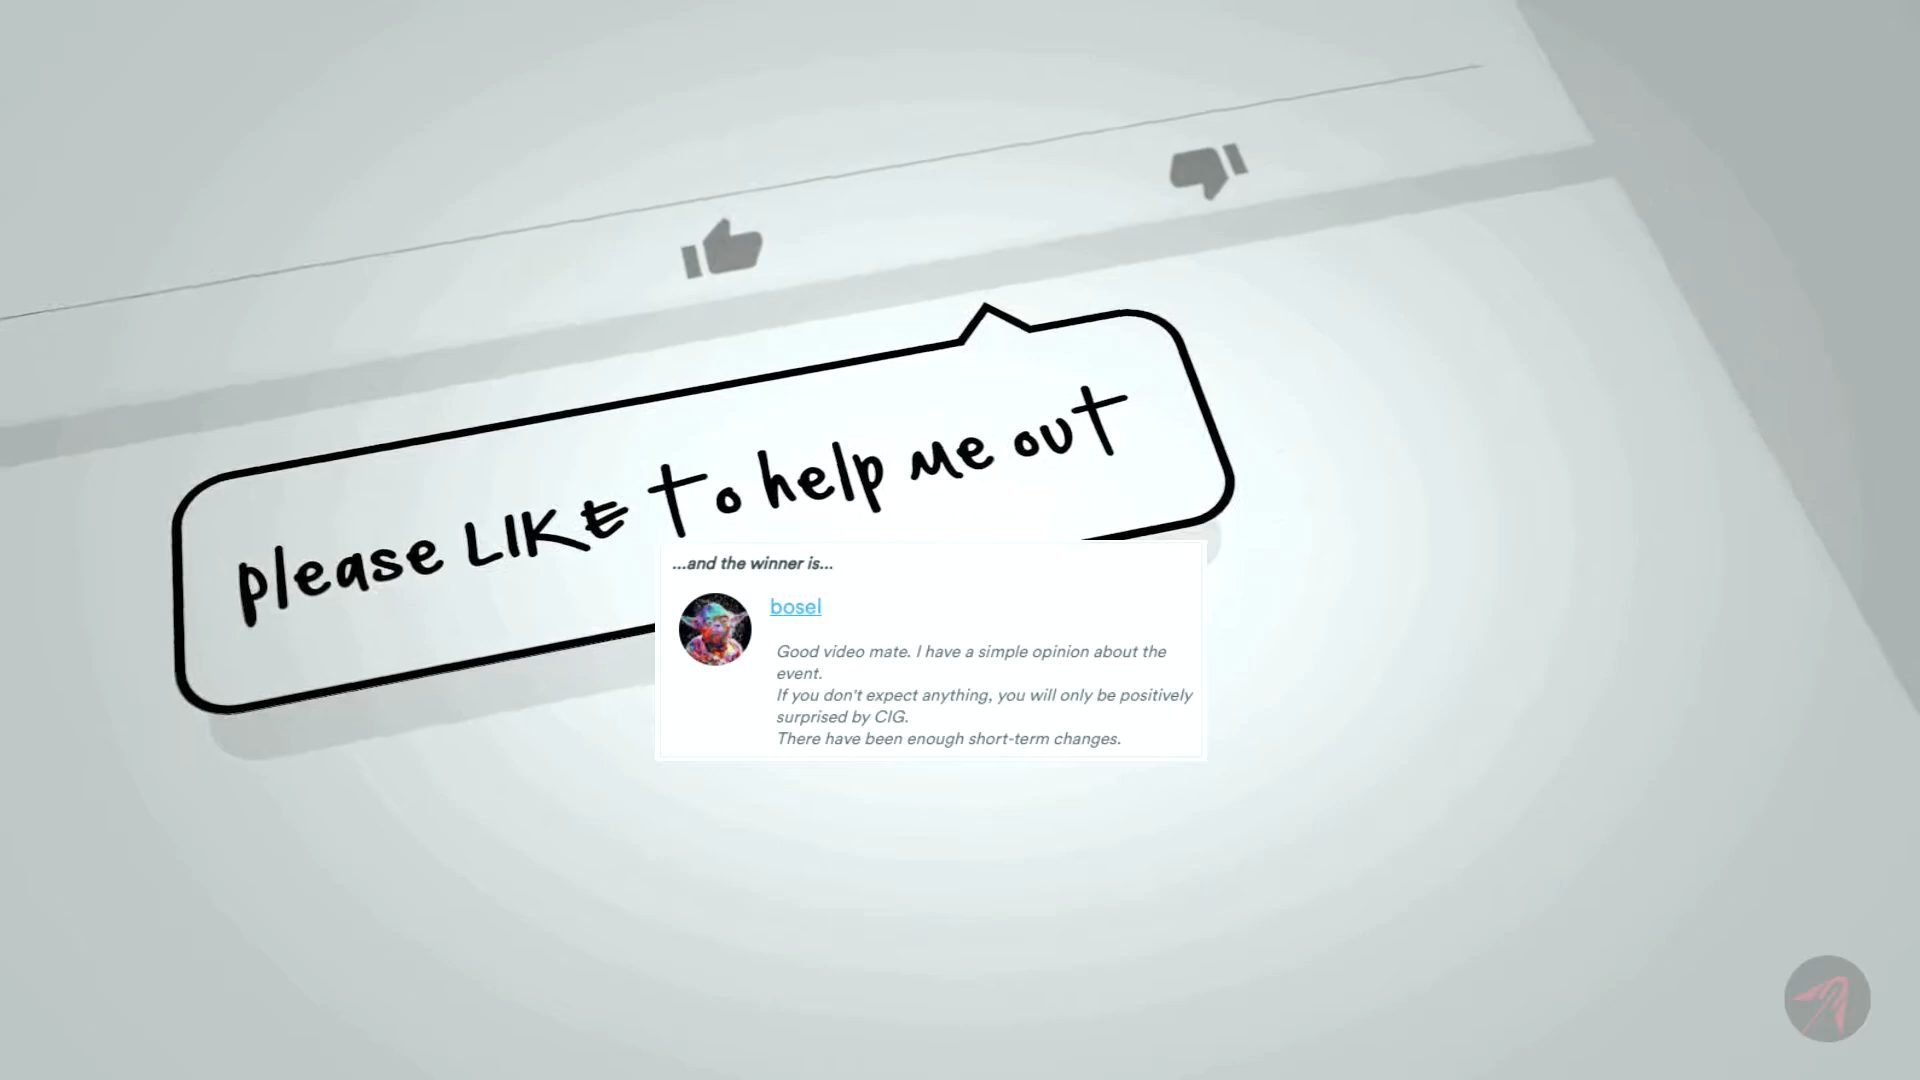 please LIKE to help me out
...and the winner is...
bosel
Good video mate. I have a simple opinion about the
event.
If you don't expect anything, you will only be positively
surprised by CIG.
There have been enough short-term changes.